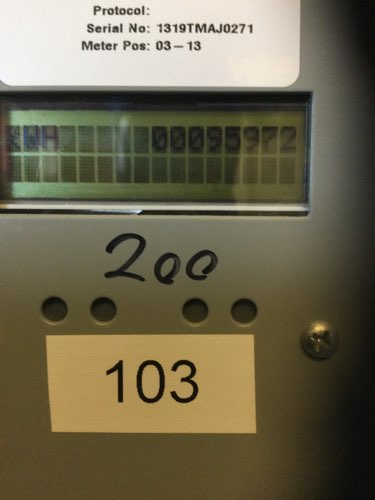 Protocol:
Serial No: 1319TMAJ0271
Meter Pos: 03-13
KWH 00095972
200
103